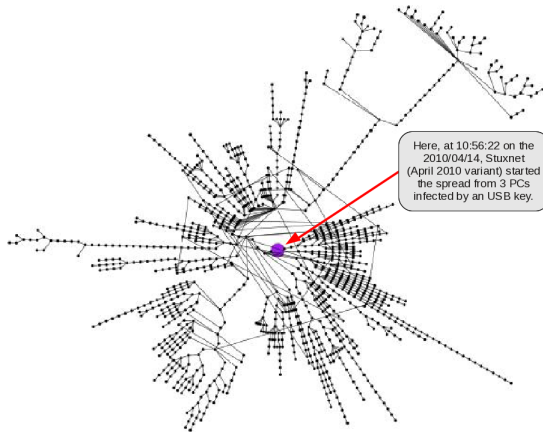 Here, at 10:56:22 on the
2010/04/14, Stuxnet
(April 2010 variant) started
the spread from 3 PCs
infected by an USB key.